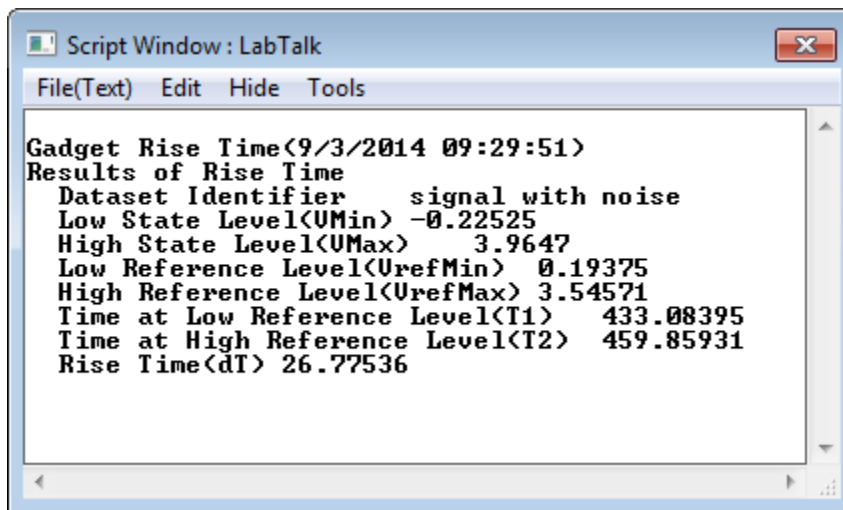 Script Window : LabTalk
File(Text) Edit Hide Tools
Gadget Rise Time(9/3/2014 09:29:51)
Results of Rise Time
Dataset Identifier signal with noise
Low State Level(VMin) -0.22525
High State Level(VMax) 3.9647
Low Reference Level(VrefMin) 0.19375
High Reference Level(VrefMax) 3.54571
Time at Low Reference Level(T1) 433.08395
Time at High Reference Level(T2) 459.85931
Rise Time(dT) 26.77536